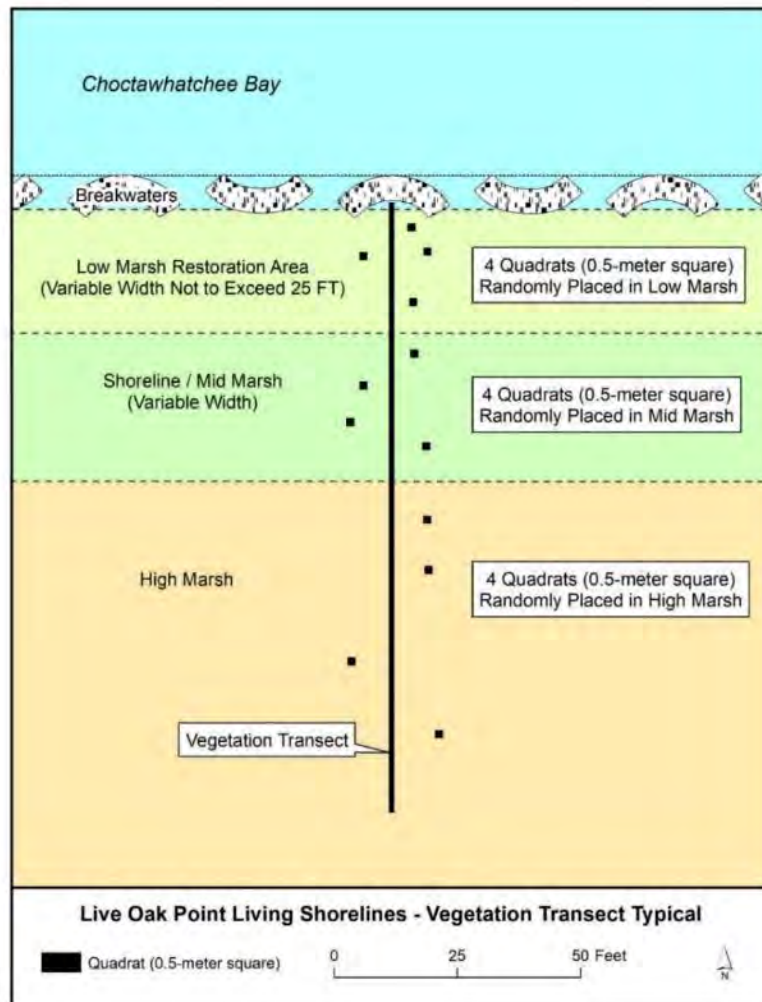 Choctawhatchee Bay
Breakwaters
Low Marsh Restoration Area
(Variable Width Not to Exceed 25 FT)
4 Quadrats (0.5-meter square)
Randomly Placed in Low Marsh
Shoreline / Mid Marsh
(Variable Width)
4 Quadrats (0.5-meter square)
Randomly Placed in Mid Marsh
High Marsh
4 Quadrats (0.5-meter square)
Randomly Placed in High Marsh
Vegetation Transect
Live Oak Point Living Shorelines - Vegetation Transect Typical
Quadrat (0.5-meter square)
0 25 50 Feet
N